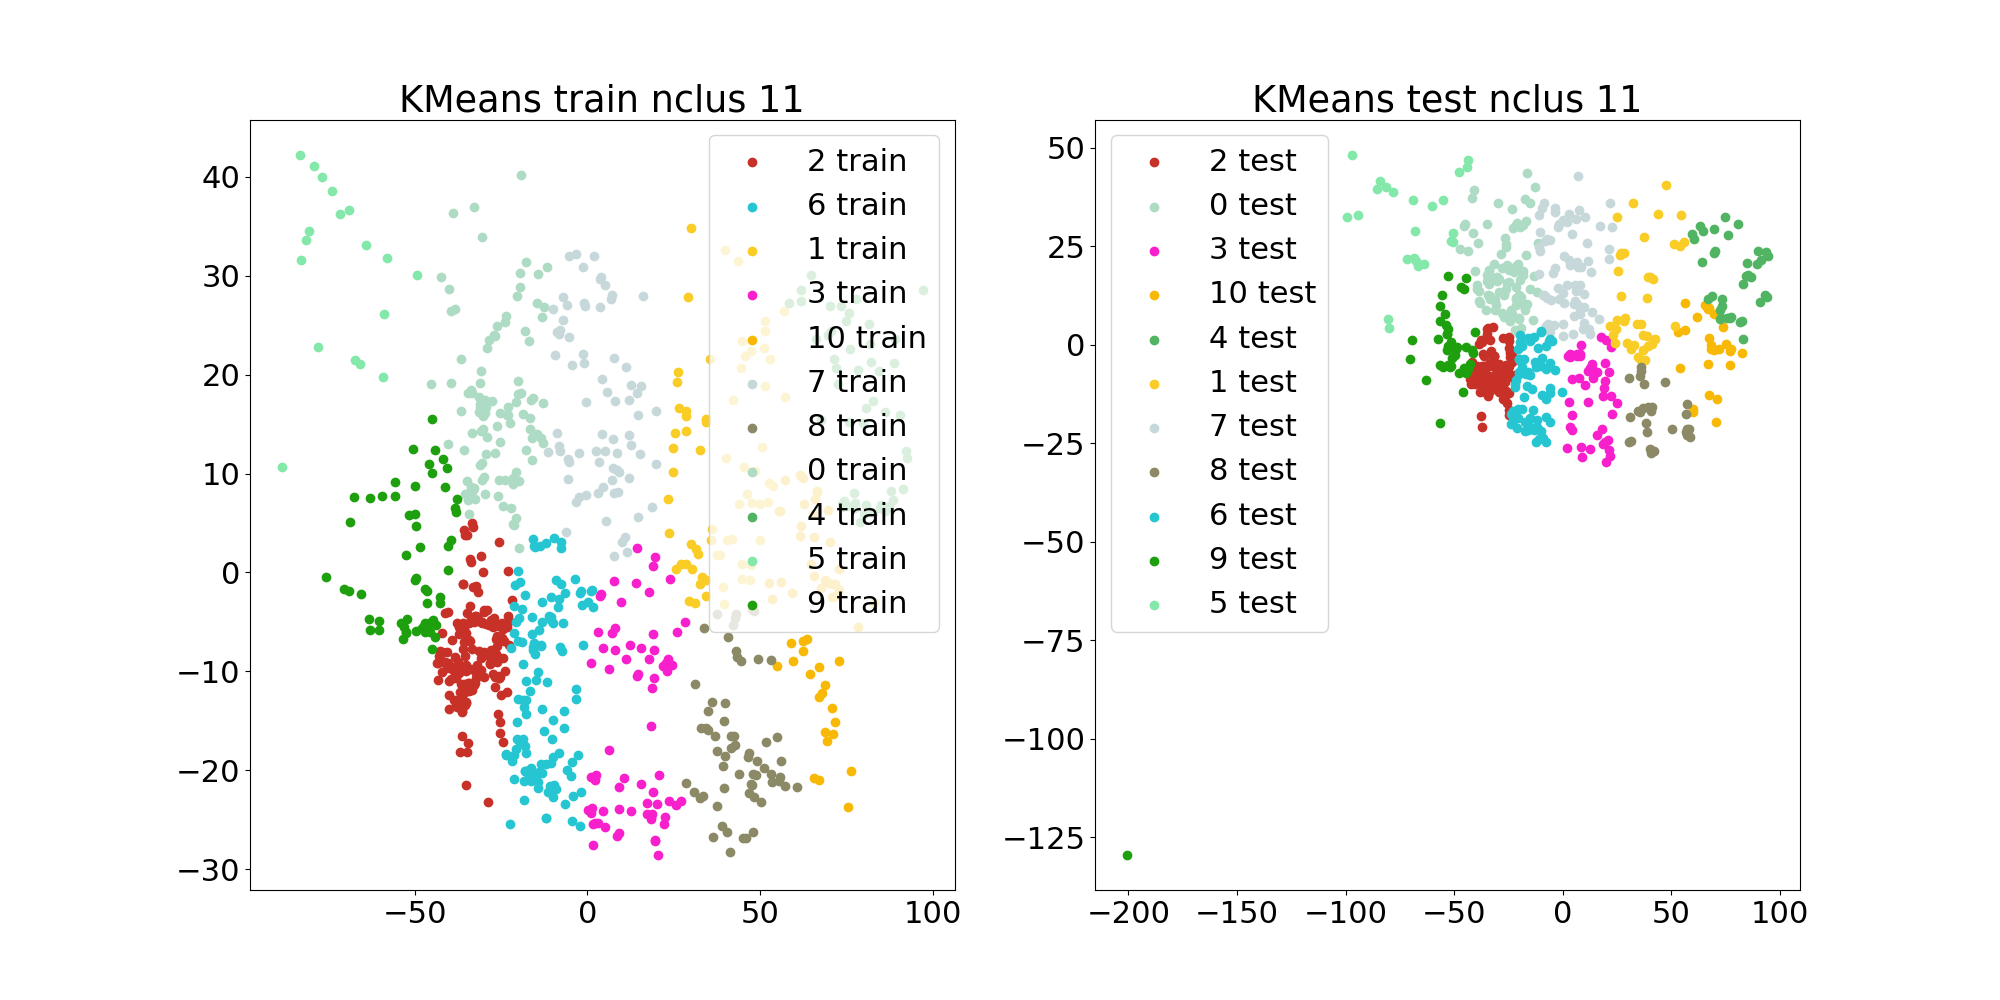 KMeans train nclus 11
40
30
20
10
0
−10
−20
−30
−50
0
50
100
2 train
6 train
1 train
3 train
10 train
7 train
8 train
0 train
4 train
5 train
9 train
KMeans test nclus 11
50
25
0
−25
−50
−75
−100
−125
−200
−150
−100
−50
0
50
100
2 test
0 test
3 test
10 test
4 test
1 test
7 test
8 test
6 test
9 test
5 test